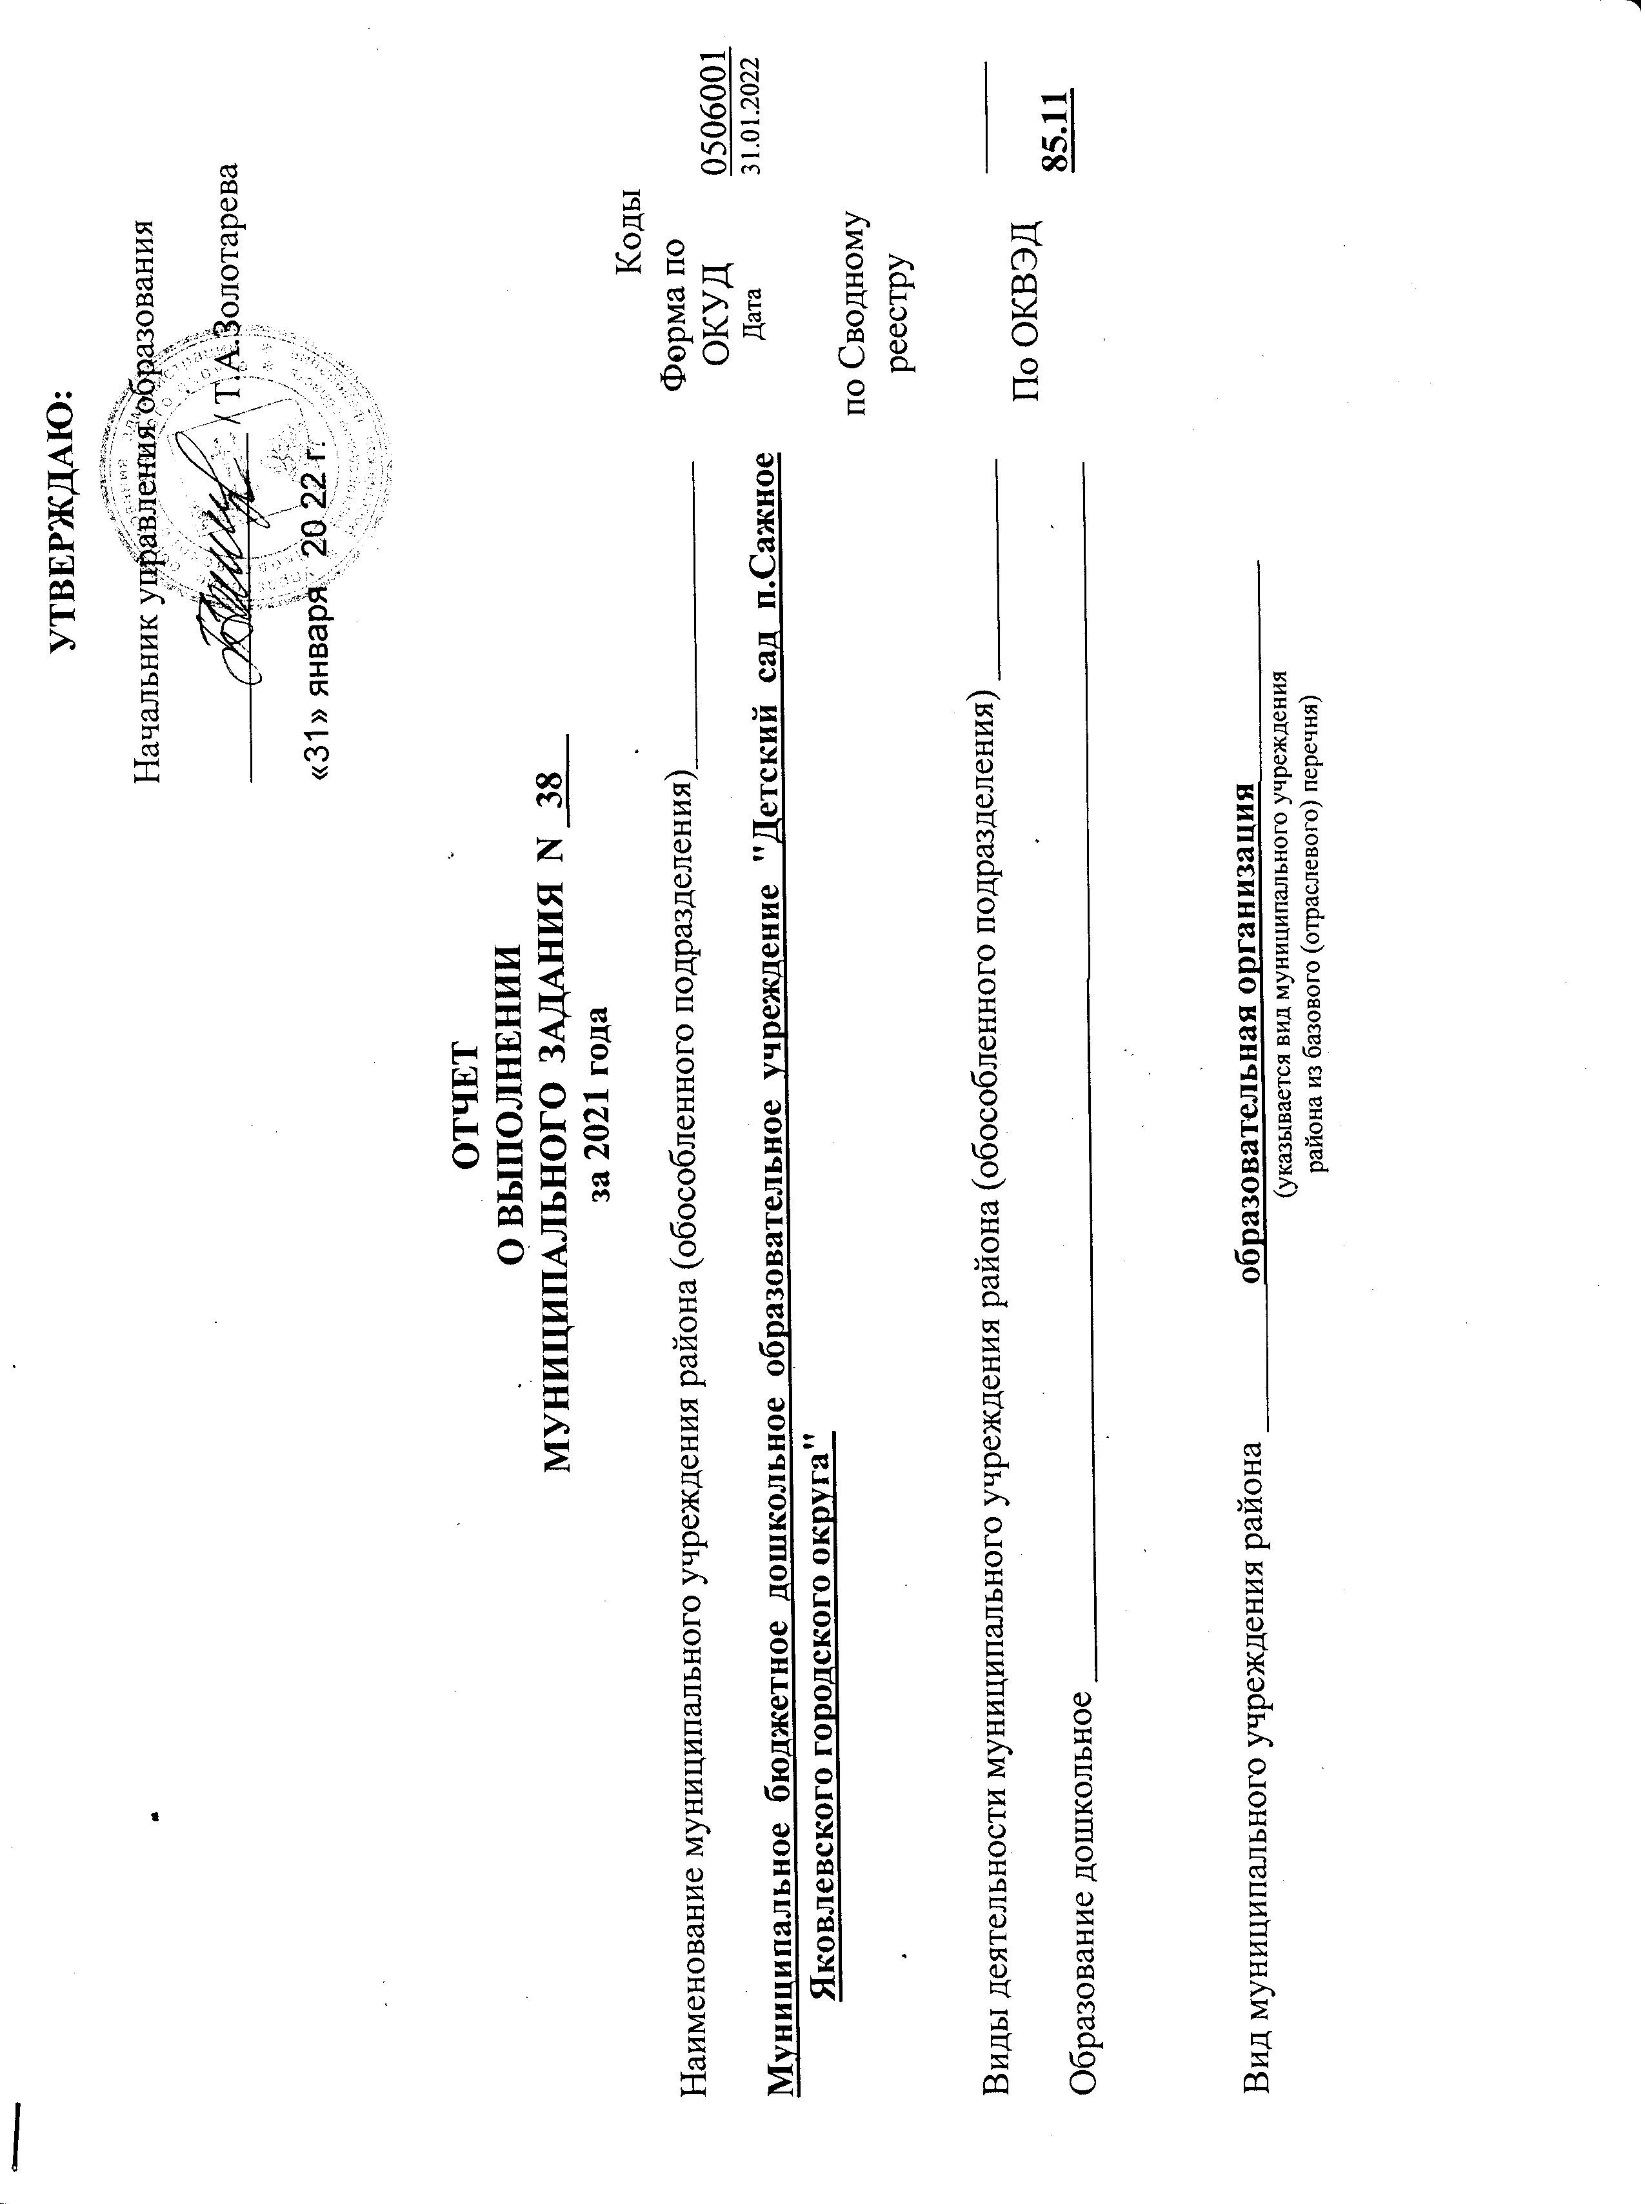 УТВЕРЖДАЮ:
Начальник управления образования
/ Т.А.Золотарева
«31» января 20 22 г.
ОТЧЕТ
О ВЫПОЛНЕНИИ
МУНИЦИПАЛЬНОГО ЗАДАНИЯ N 38
за 2021 года
Коды
Форма по
ОКУД 0506001
Дата 31.01.2022
Наименование муниципального учреждения района (обособленного подразделения)
Муниципальное бюджетное дошкольное образовательное учреждение "Детский сад п.Сажное
Яковлевского городского округа"
по Сводному
реестру
Виды деятельности муниципального учреждения района (обособленного подразделения)
По ОКВЭД 85.11
Образование дошкольное
Вид муниципального учреждения района образовательная организация
(указывается вид муниципального учреждения
района из базового (отраслевого) перечня)